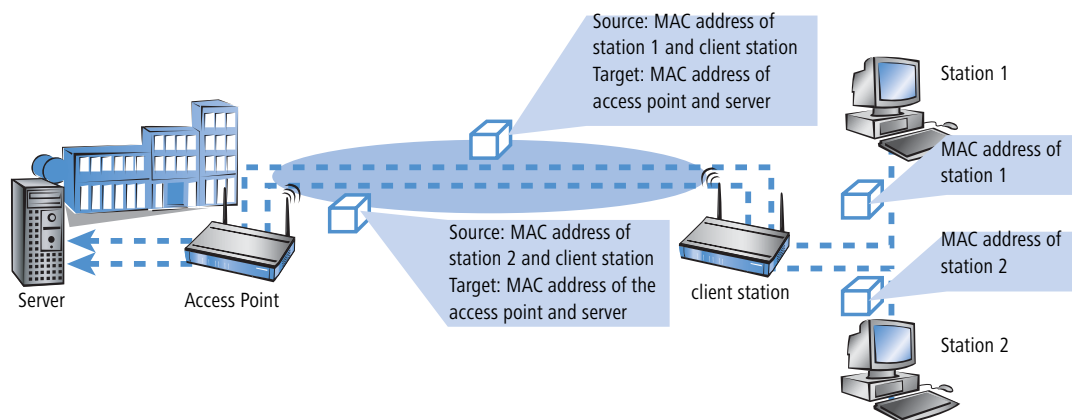 Source: MAC address of
station 1 and client station
Target: MAC address of
access point and server
Station 1
MAC address of
station 1
Source: MAC address of
station 2 and client station
Target: MAC address of the
access point and server
MAC address of
station 2
Server
Access Point
client station
Station 2